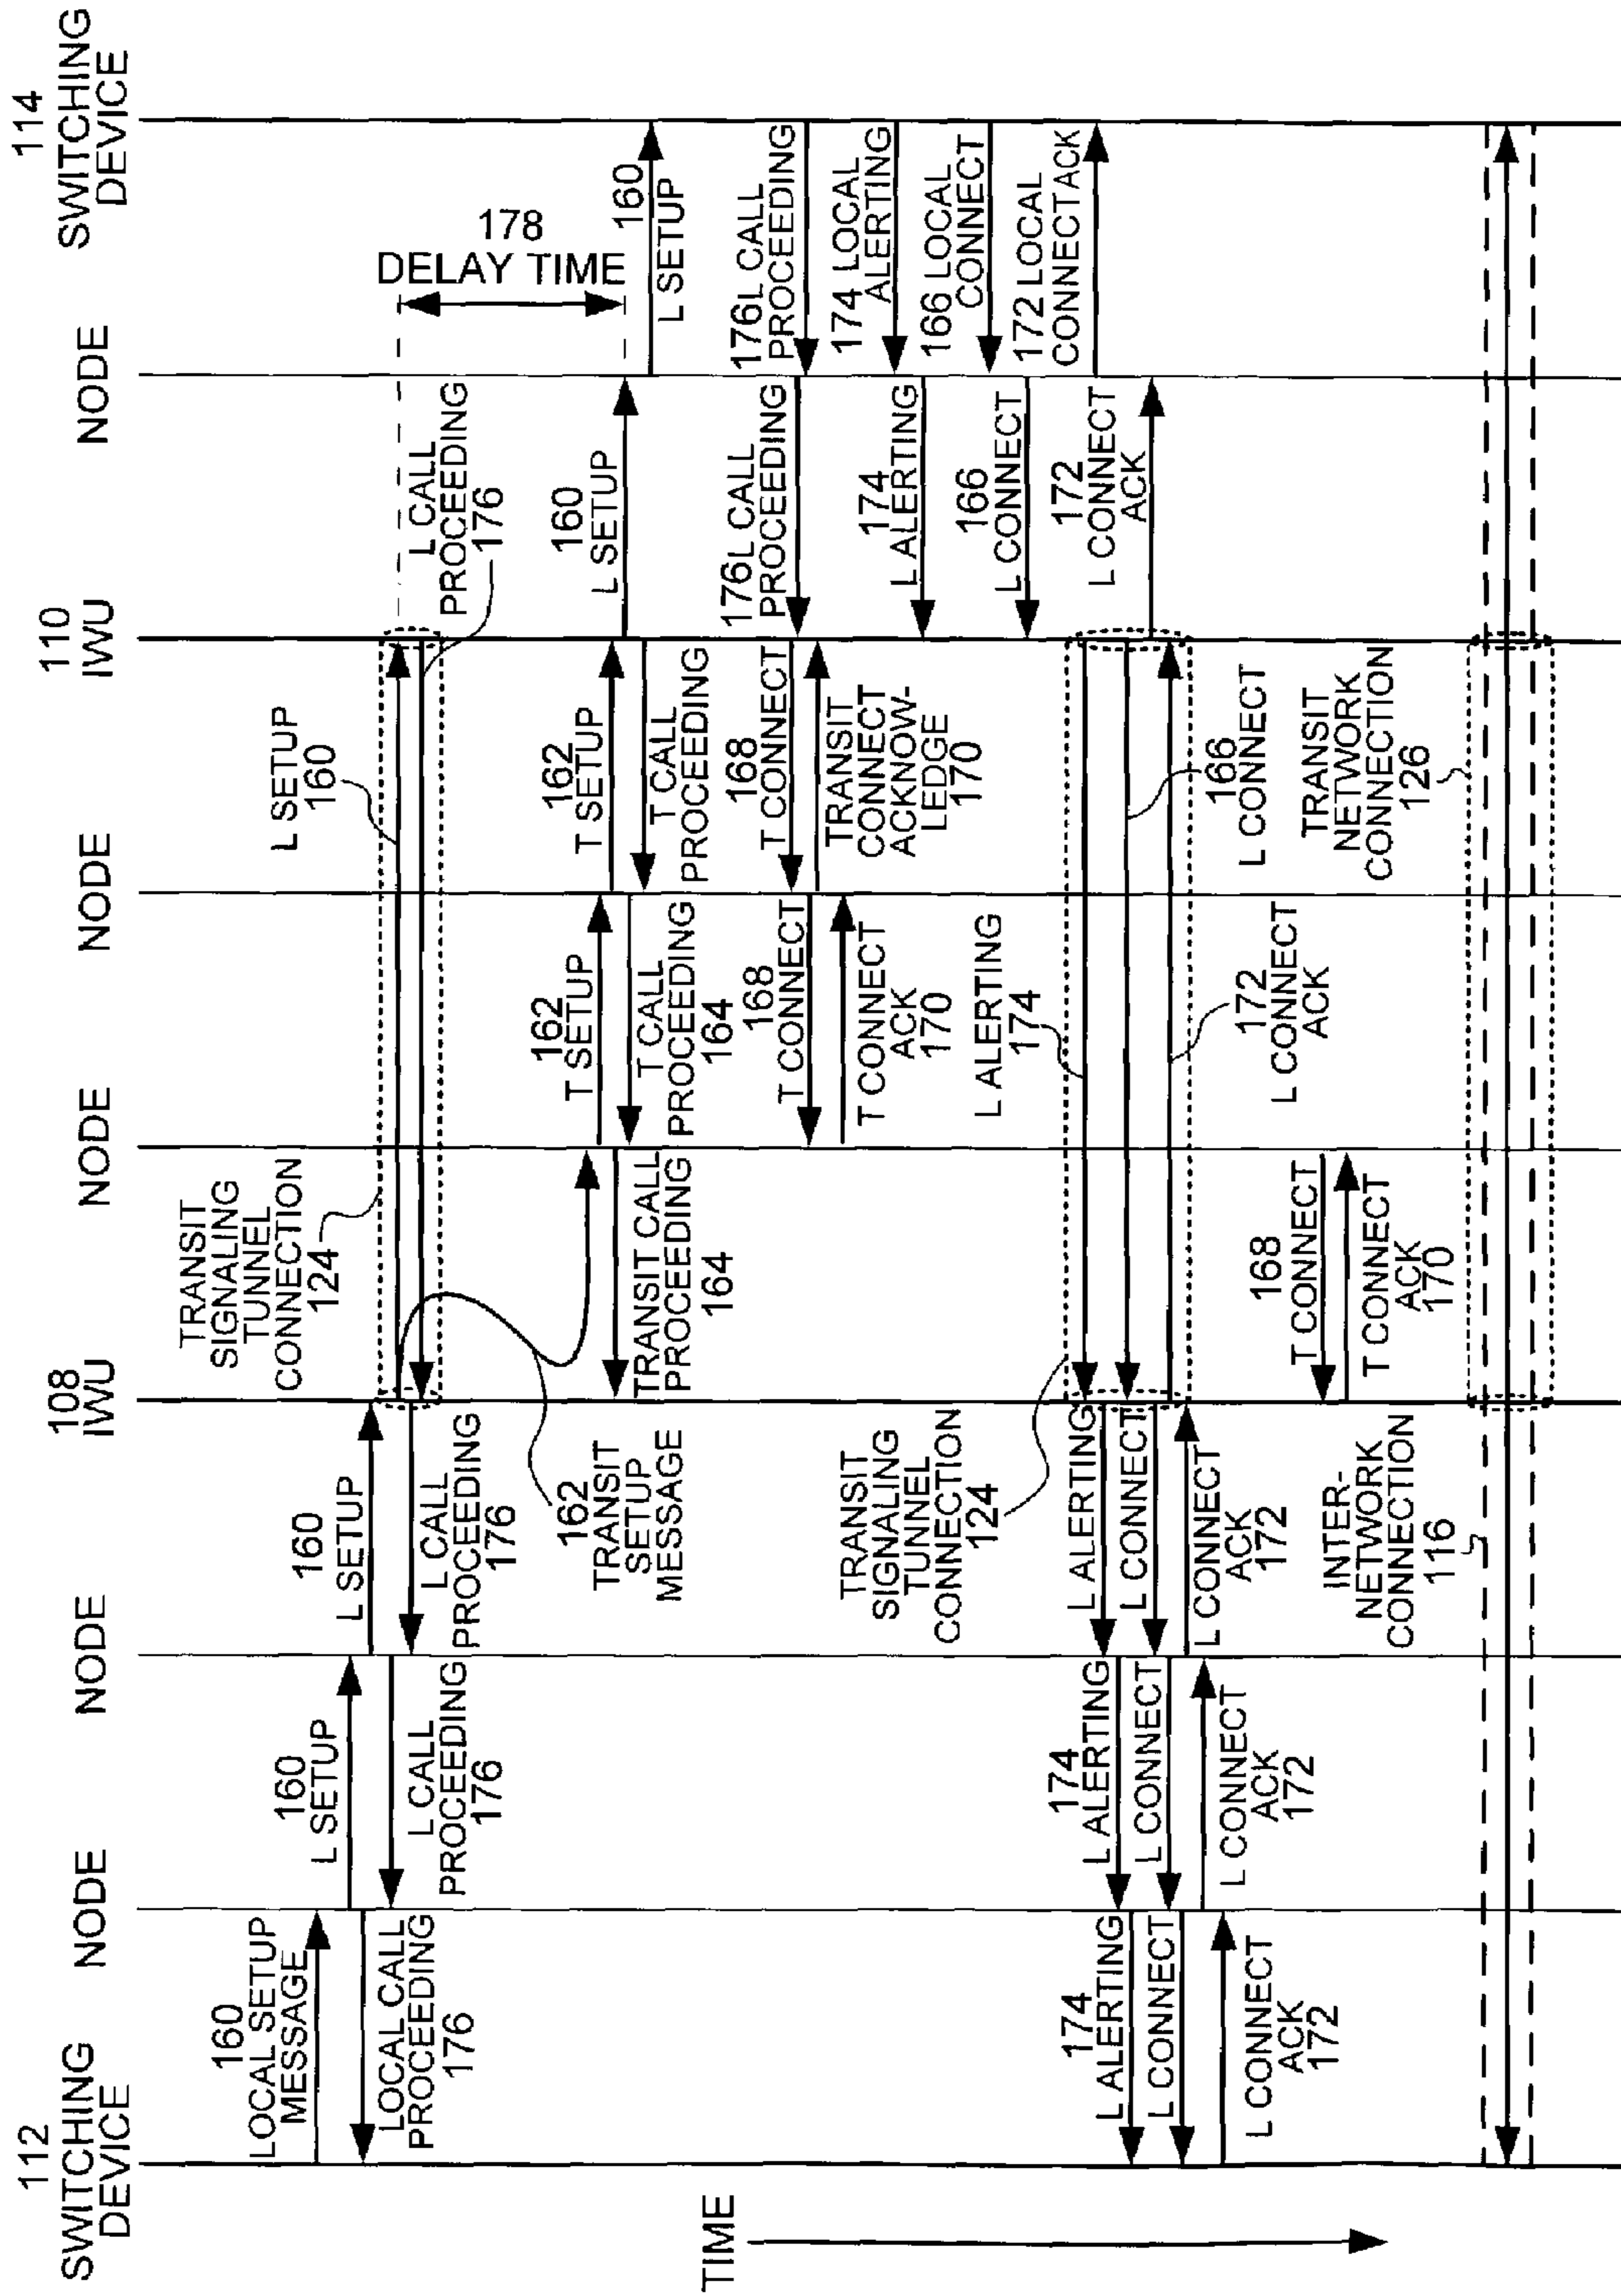 112
SWITCHING
DEVICE
NODE
NODE
108
IWU
NODE
NODE
110
IWU
NODE
114
SWITCHING
DEVICE
TIME
160
LOCAL SETUP
MESSAGE
LOCAL CALL
PROCEEDING
176
160
L SETUP
L CALL
PROCEEDING
176
160
L SETUP
L CALL
PROCEEDING
176
TRANSIT
SIGNALING
TUNNEL
CONNECTION
124
L SETUP
160
L CALL
PROCEEDING
176
178
DELAY TIME
162
TRANSIT
SETUP
MESSAGE
TRANSIT CALL
PROCEEDING
164
162
T SETUP
T CALL
PROCEEDING
164
162
T SETUP
T CALL
PROCEEDING
160
L SETUP
160
L SETUP
168
T CONNECT
T CONNECT
ACK
170
168
T CONNECT
TRANSIT
CONNECT
ACKNOW-
LEDGE
170
176L CALL
PROCEEDING
174
L ALERTING
166
L CONNECT
172
L CONNECT
ACK
176L CALL
PROCEEDING
174 LOCAL
ALERTING
166 LOCAL
CONNECT
172 LOCAL
CONNECT ACK
174
L ALERTING
L CONNECT
L CONNECT
ACK
172
174
L ALERTING
L CONNECT
L CONNECT
ACK
172
TRANSIT
SIGNALING
TUNNEL
CONNECTION
124
L ALERTING
L CONNECT
L CONNECT
ACK
172
L ALERTING
174
172
L CONNECT
ACK
166
L CONNECT
168
T CONNECT
T CONNECT
ACK
170
INTER-
NETWORK
CONNECTION
116
TRANSIT
NETWORK
CONNECTION
126